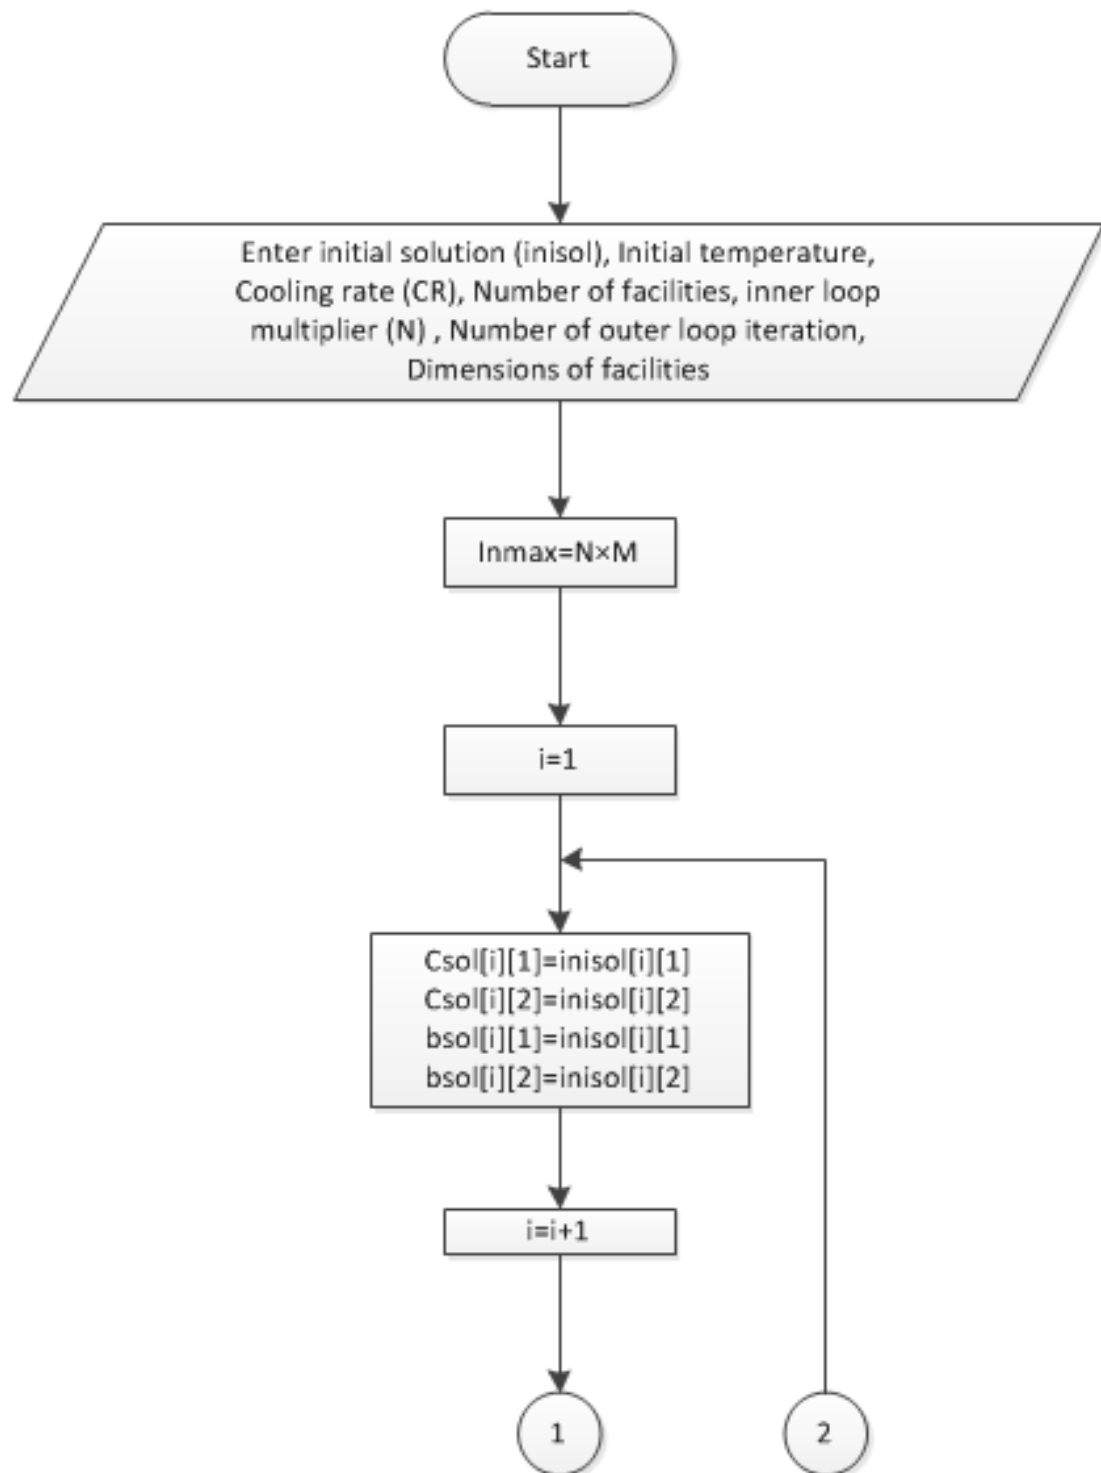 Start
Enter initial solution (inisol), Initial temperature,
Cooling rate (CR), Number of facilities, inner loop
multiplier (N) , Number of outer loop iteration,
Dimensions of facilities
Inmax=N×M
i=1
Csol[i][1]=inisol[i][1]
Csol[i][2]=inisol[i][2]
bsol[i][1]=inisol[i][1]
bsol[i][2]=inisol[i][2]
i=i+1
1
2